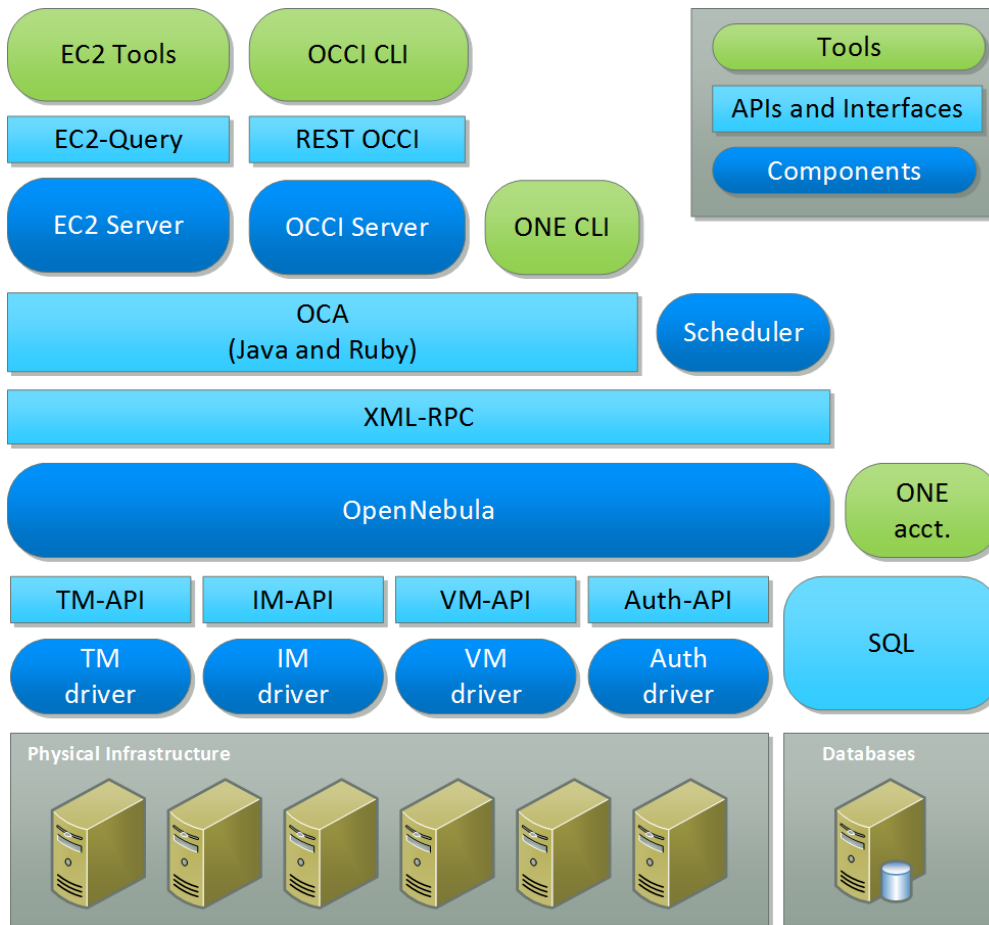 EC2 Tools
OCCI CLI
Tools
APIs and Interfaces
Components
EC2-Query
REST OCCI
EC2 Server
OCCI Server
ONE CLI
OCA
(Java and Ruby)
Scheduler
XML-RPC
OpenNebula
ONE
acct.
TM-API
IM-API
VM-API
Auth-API
SQL
TM
driver
IM
driver
VM
driver
Auth
driver
Physical Infrastructure
Databases